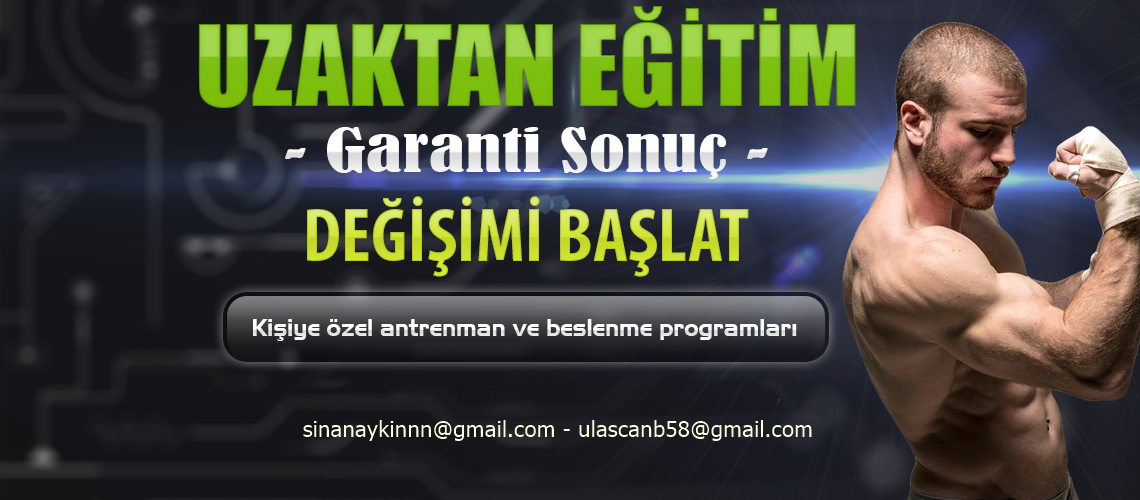 UZAKTAN EĞİTİM
- Garanti Sonuç -
DEĞİŞİMİ BAŞLAT
Kişiye özel antrenman ve beslenme programları
sinanaykinnn@gmail.com - ulascanb58@gmail.com